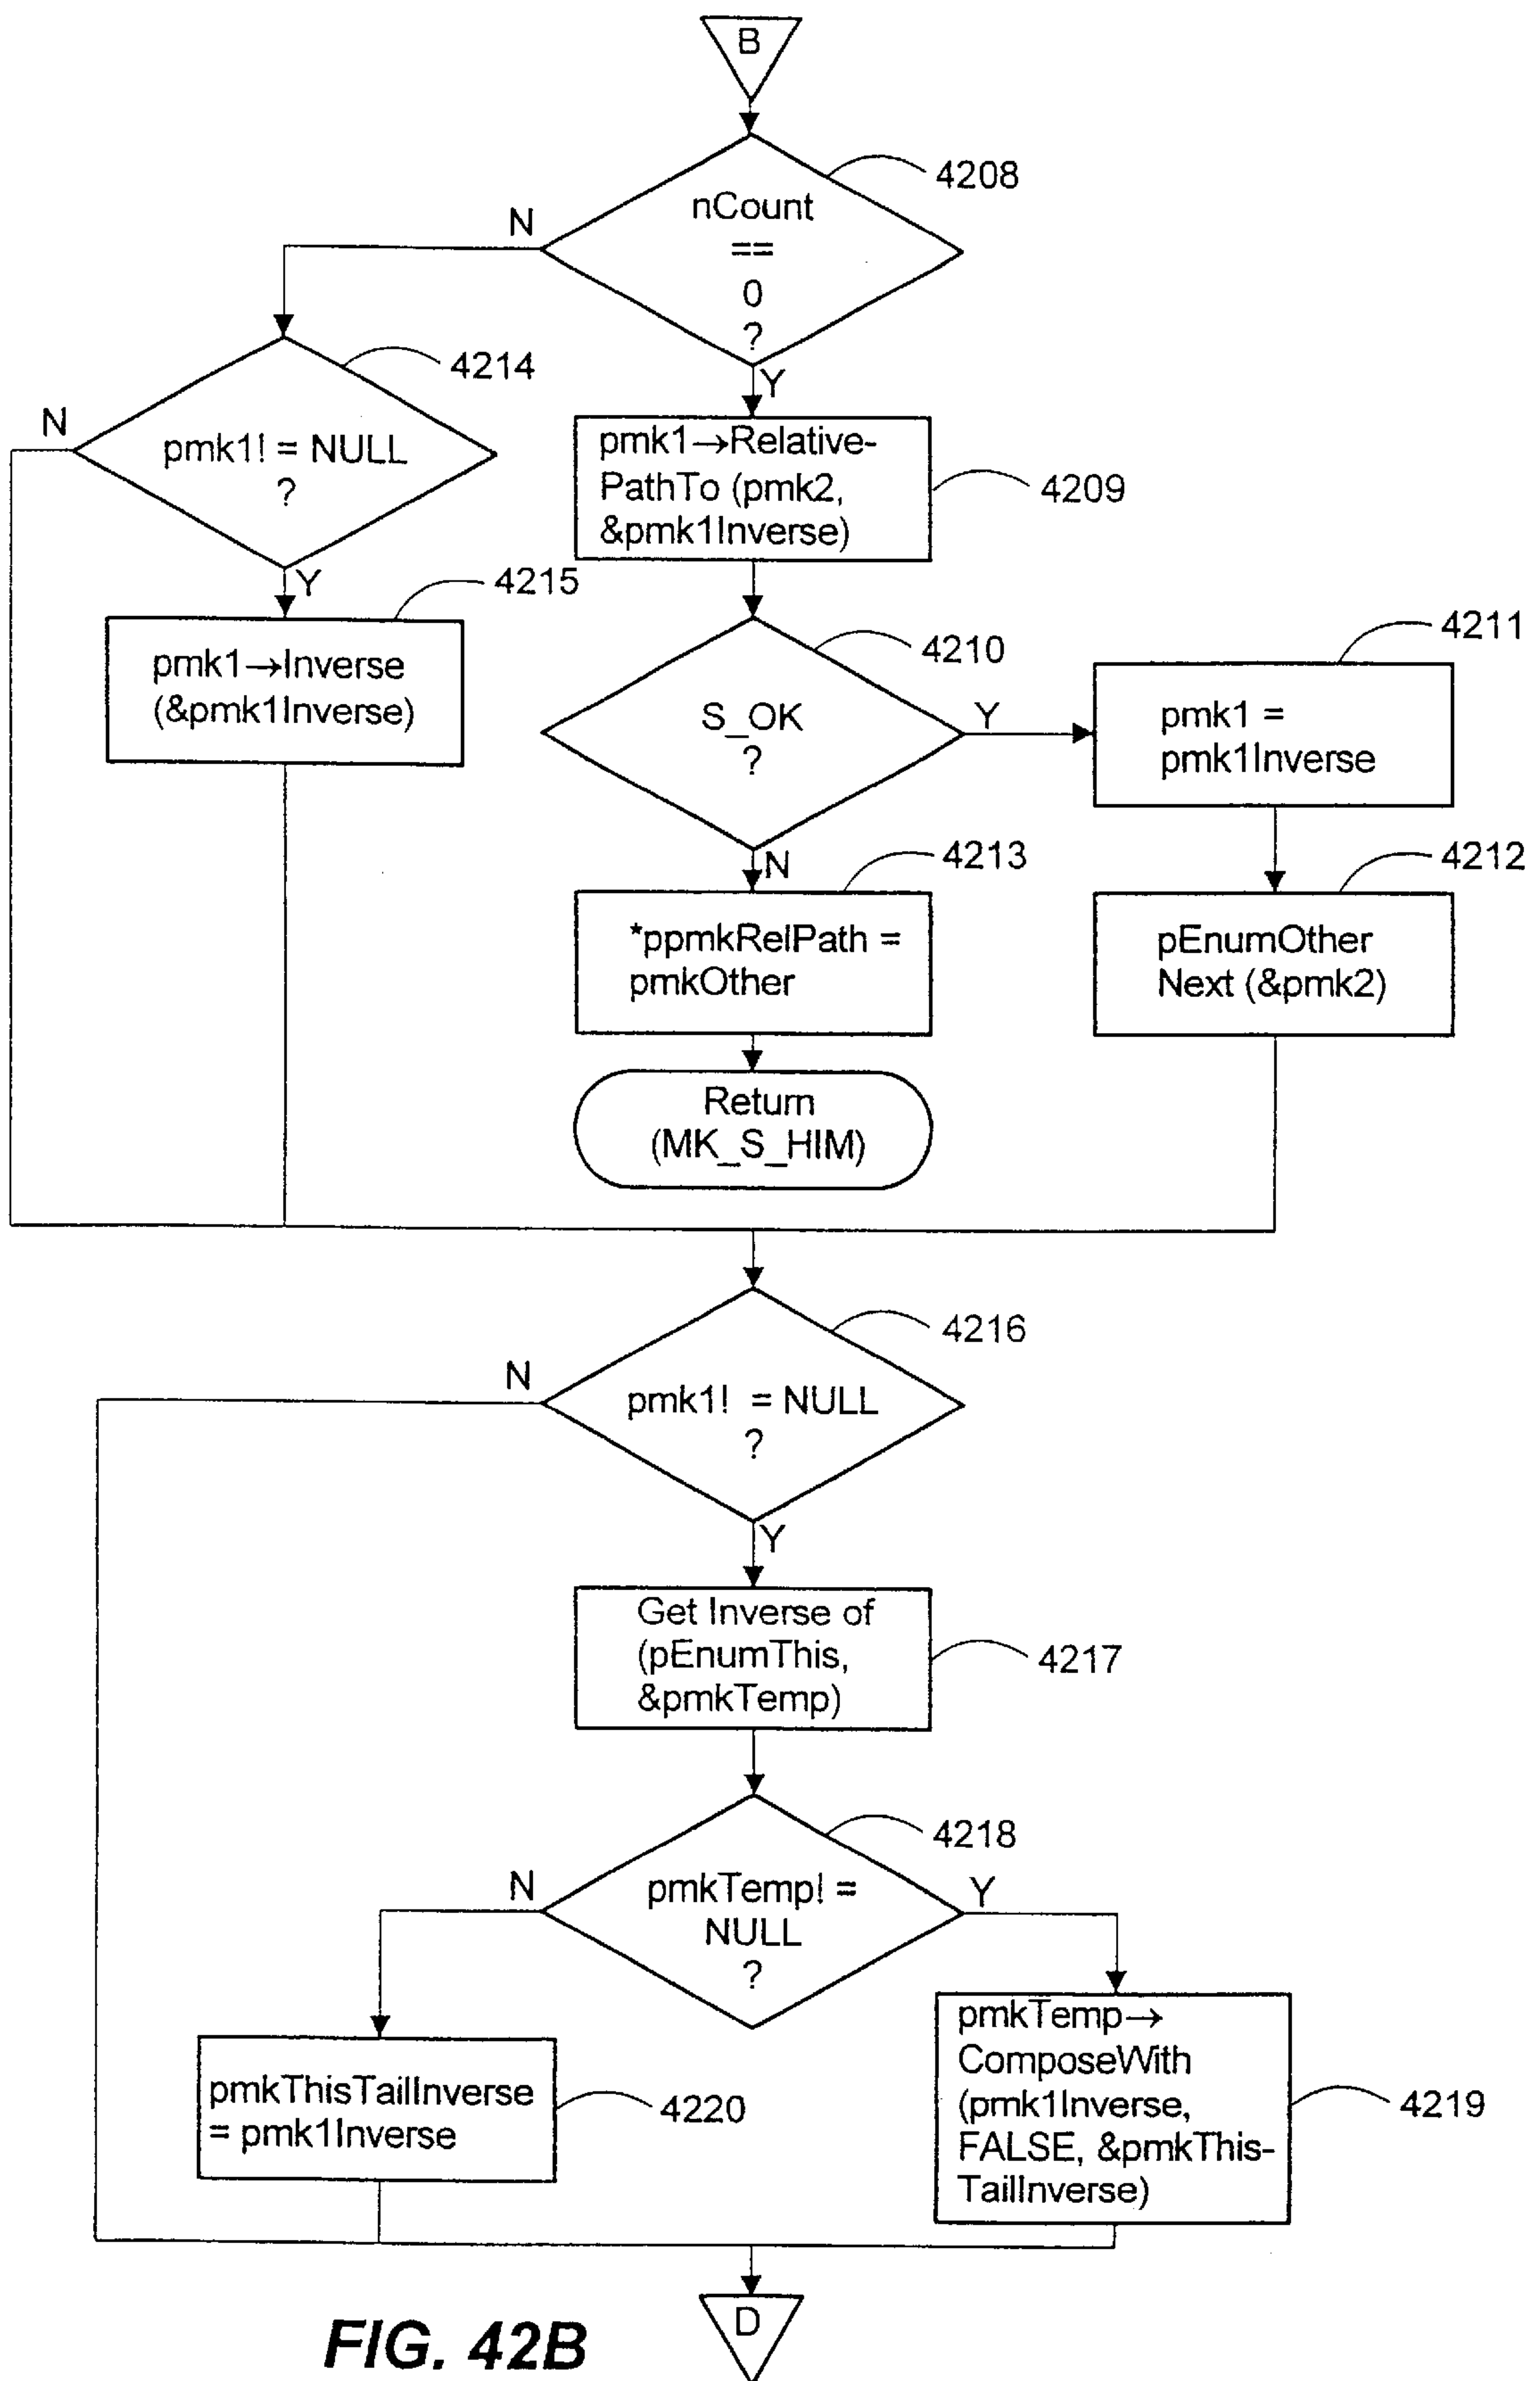 B
4208
nCount
==
0
?
N
Y
4214
pmk1! = NULL
?
N
Y
pmk1→Relative-
PathTo (pmk2,
&pmk1Inverse)
4209
4215
pmk1→Inverse
(&pmk1Inverse)
4210
S_OK
?
Y
N
4211
pmk1 =
pmk1Inverse
4213
*ppmkRelPath =
pmkOther
4212
pEnumOther
Next (&pmk2)
Return
(MK_S_HIM)
4216
pmk1! = NULL
?
N
Y
Get Inverse of
(pEnumThis,
&pmkTemp)
4217
4218
pmkTemp! =
NULL
?
N
Y
pmkThisTailInverse
= pmk1Inverse
4220
pmkTemp→
ComposeWith
(pmk1Inverse,
FALSE, &pmkThis-
TailInverse)
4219
D
FIG. 42B